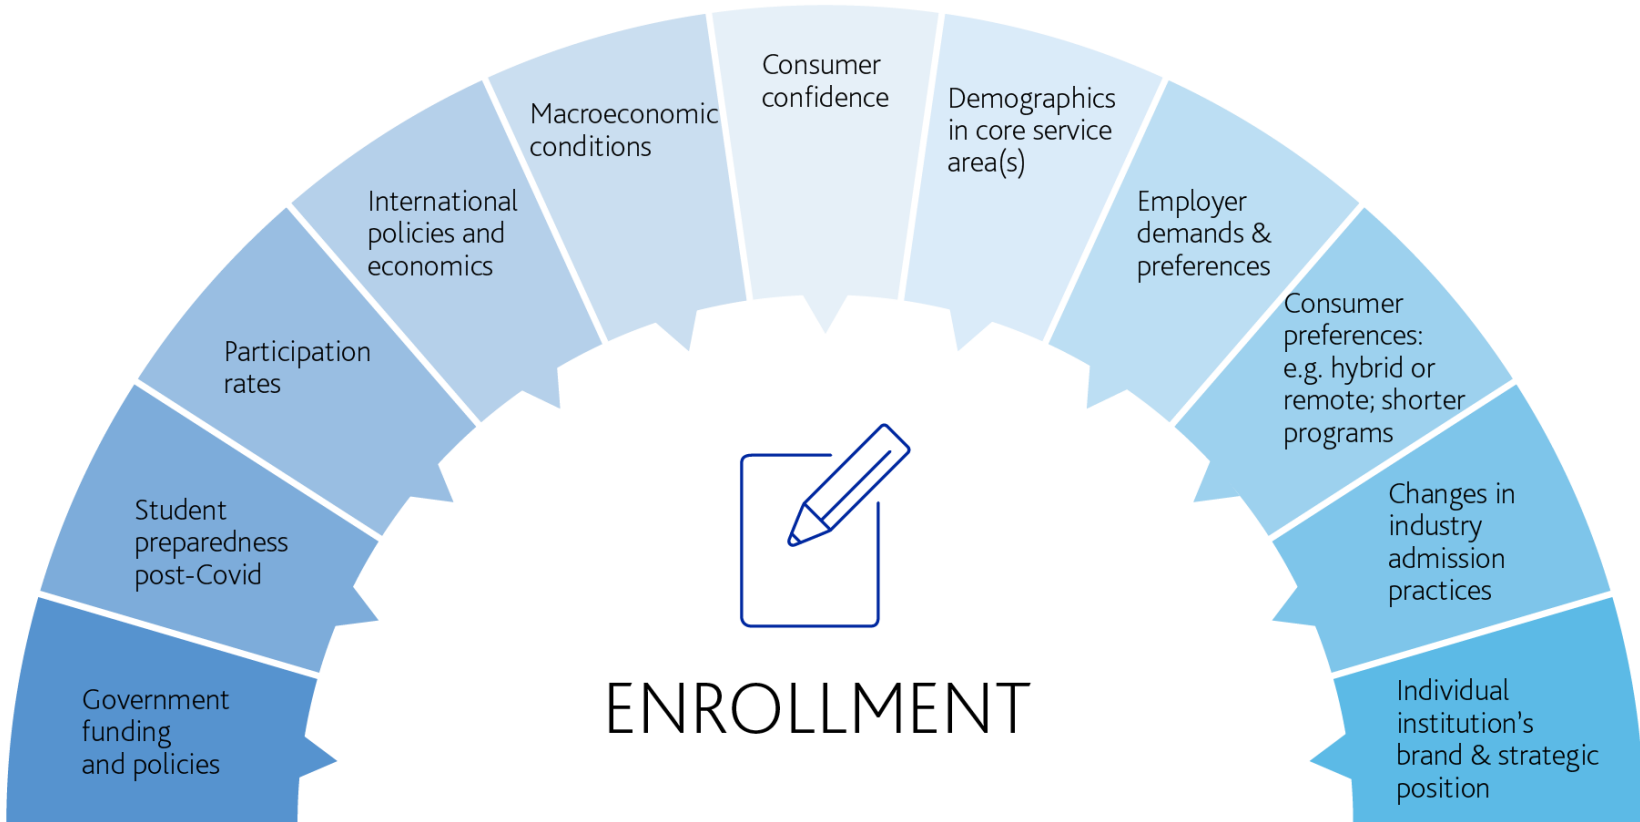 Government
funding
and policies
Student
preparedness
post-Covid
Participation
rates
International
policies and
economics
Macroeconomic
conditions
Consumer
confidence
Demographics
in core service
area(s)
Employer
demands &
preferences
Consumer
preferences:
e.g. hybrid or
remote; shorter
programs
Changes in
industry
admission
practices
Individual
institution’s
brand & strategic
position
ENROLLMENT